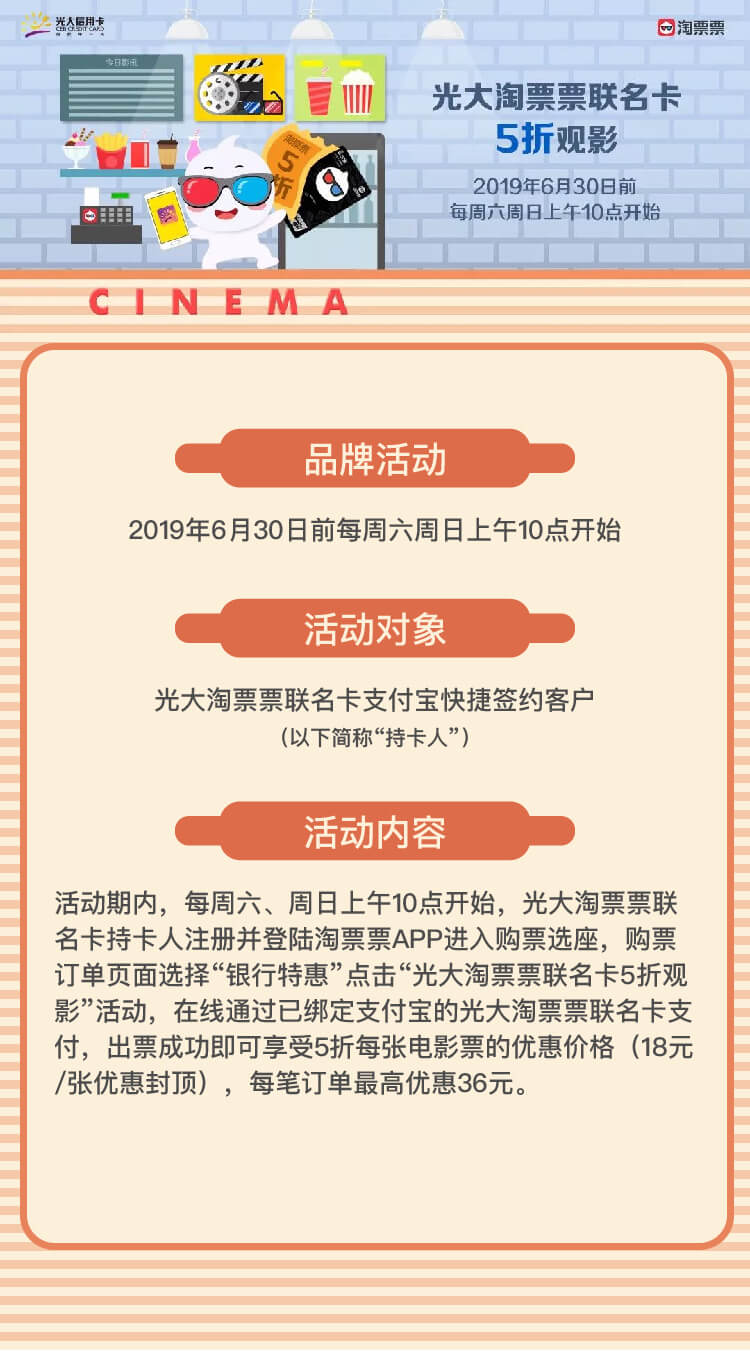 光大信用卡
CEB CREDIT CARD
淘票票
今日影讯
光大淘票票联名卡
5折观影
2019年6月30日前
每周六周日上午10点开始
淘票票
5
折
CINEMA
品牌活动
2019年6月30日前每周六周日上午10点开始
活动对象
光大淘票票联名卡支付宝快捷签约客户
（以下简称“持卡人”）
活动内容
活动期内，每周六、周日上午10点开始，光大淘票票联
名卡持卡人注册并登陆淘票票APP进入购票选座，购票
订单页面选择“银行特惠”点击“光大淘票票联名卡5折观
影”活动，在线通过已绑定支付宝的光大淘票票联名卡支
付，出票成功即可享受5折每张电影票的优惠价格（18元
/张优惠封顶），每笔订单最高优惠36元。